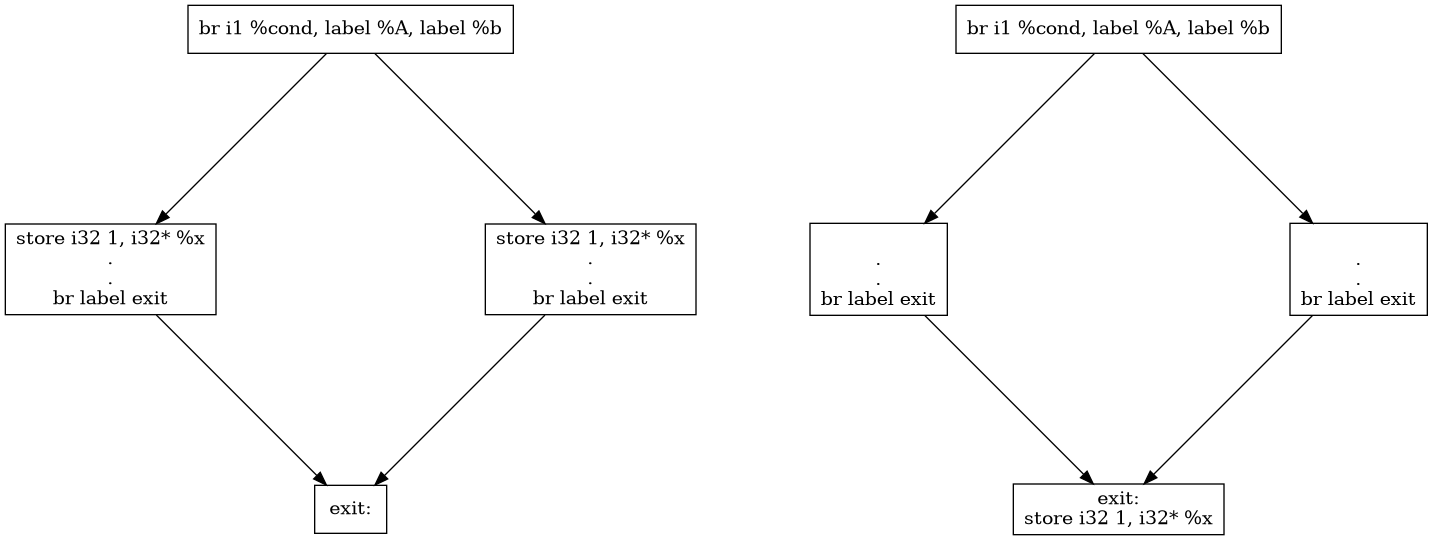 br i1 %cond, label %A, label %b
store i32 1, i32* %x
.
.
br label exit
store i32 1, i32* %x
.
.
br label exit
exit:
br i1 %cond, label %A, label %b
.
.
br label exit
.
.
br label exit
exit:
store i32 1, i32* %x